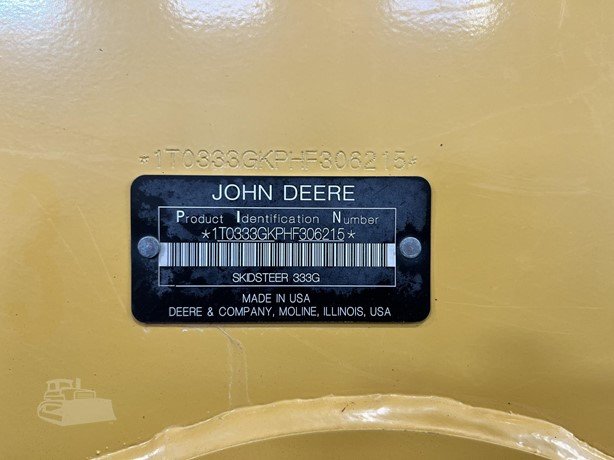 *1T0333GKPHF306215*
JOHN DEERE
Product Identification Number
*1T0333GKPHF306215*
SKIDSTEER 333G
MADE IN USA
DEERE & COMPANY, MOLINE, ILLINOIS, USA